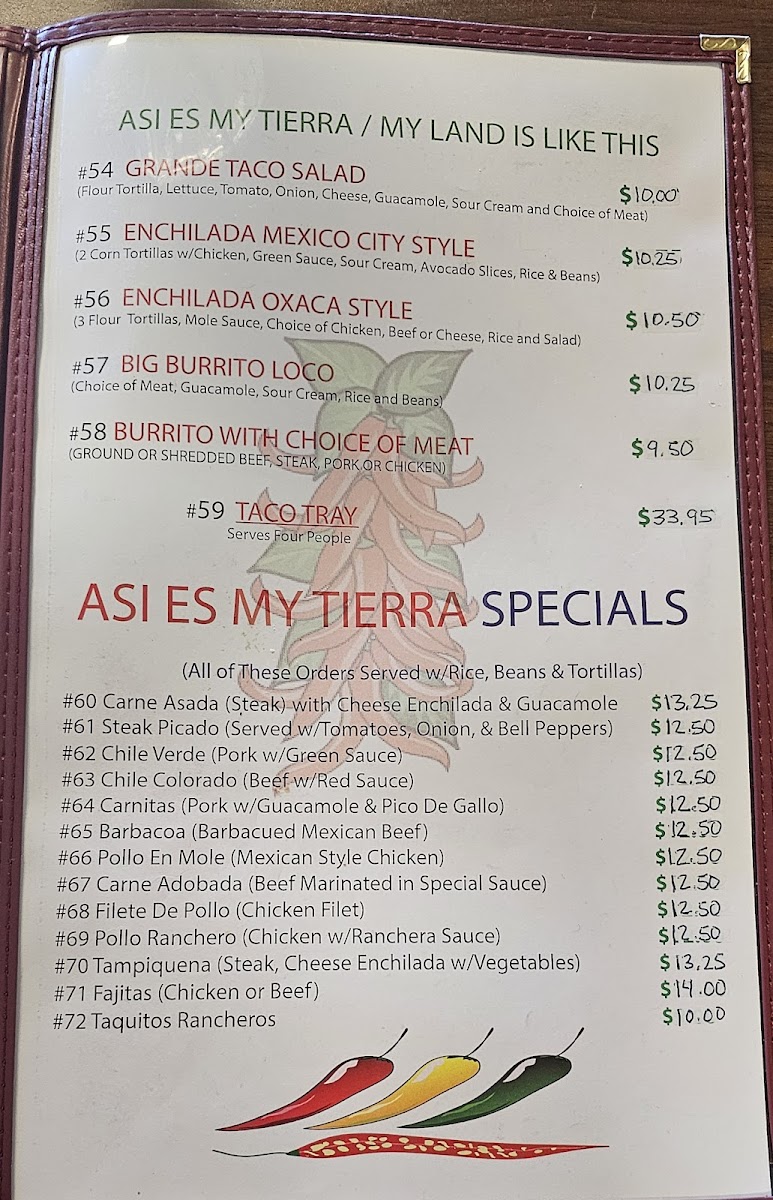 ASI ES MY TIERRA / MY LAND IS LIKE THIS
#54 GRANDE TACO SALAD $10.00
(Flour Tortilla, Lettuce, Tomato, Onion, Cheese, Guacamole, Sour Cream and Choice of Meat)
#55 ENCHILADA MEXICO CITY STYLE $10.25
(2 Corn Tortillas w/Chicken, Green Sauce, Sour Cream, Avocado Slices, Rice & Beans)
#56 ENCHILADA OXACA STYLE $10.50
(3 Flour Tortillas, Mole Sauce, Choice of Chicken, Beef or Cheese, Rice and Salad)
#57 BIG BURRITO LOCO $10.25
(Choice of Meat, Guacamole, Sour Cream, Rice and Beans)
#58 BURRITO WITH CHOICE OF MEAT $9.50
(GROUND OR SHREDDED BEEF, STEAK, PORK,OR CHICKEN)
#59 TACO TRAY $33.95
Serves Four People
ASI ES MY TIERRA SPECIALS
(All of These Orders Served w/Rice, Beans & Tortillas)
#60 Carne Asada (Steak) with Cheese Enchilada & Guacamole $13.25
#61 Steak Picado (Served w/Tomatoes, Onion, & Bell Peppers) $12.50
#62 Chile Verde (Pork w/Green Sauce) $12.50
#63 Chile Colorado (Beef w/Red Sauce) $12.50
#64 Carnitas (Pork w/Guacamole & Pico De Gallo) $12.50
#65 Barbacoa (Barbacued Mexican Beef) $12.50
#66 Pollo En Mole (Mexican Style Chicken) $12.50
#67 Carne Adobada (Beef Marinated in Special Sauce) $12.50
#68 Filete De Pollo (Chicken Filet) $12.50
#69 Pollo Ranchero (Chicken w/Ranchera Sauce) $12.50
#70 Tampiquena (Steak, Cheese Enchilada w/Vegetables) $13.25
#71 Fajitas (Chicken or Beef) $14.00
#72 Taquitos Rancheros $10.00